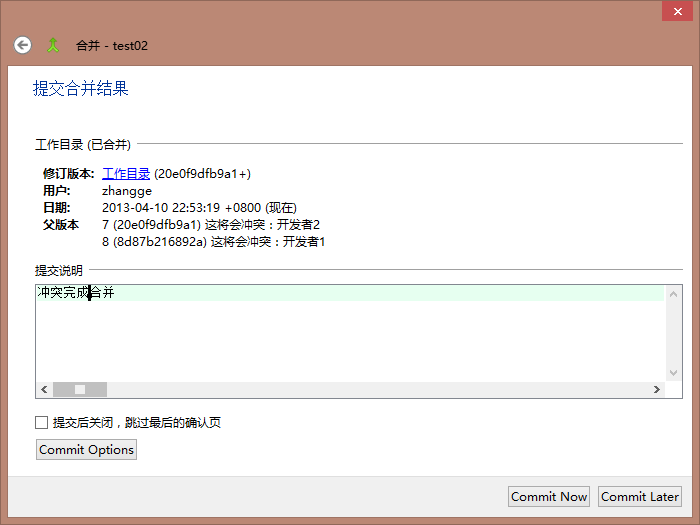 合并 - test02
提交合并结果
工作目录 (已合并)
修订版本: 工作目录 (20e0f9dfb9a1+)
用户: zhangge
日期: 2013-04-10 22:53:19 +0800 (现在)
父版本 7 (20e0f9dfb9a1) 这将会冲突：开发者2
8 (8d87b216892a) 这将会冲突：开发者1
提交说明
冲突完成合并
提交后关闭，跳过最后的确认页
Commit Options
Commit Now Commit Later